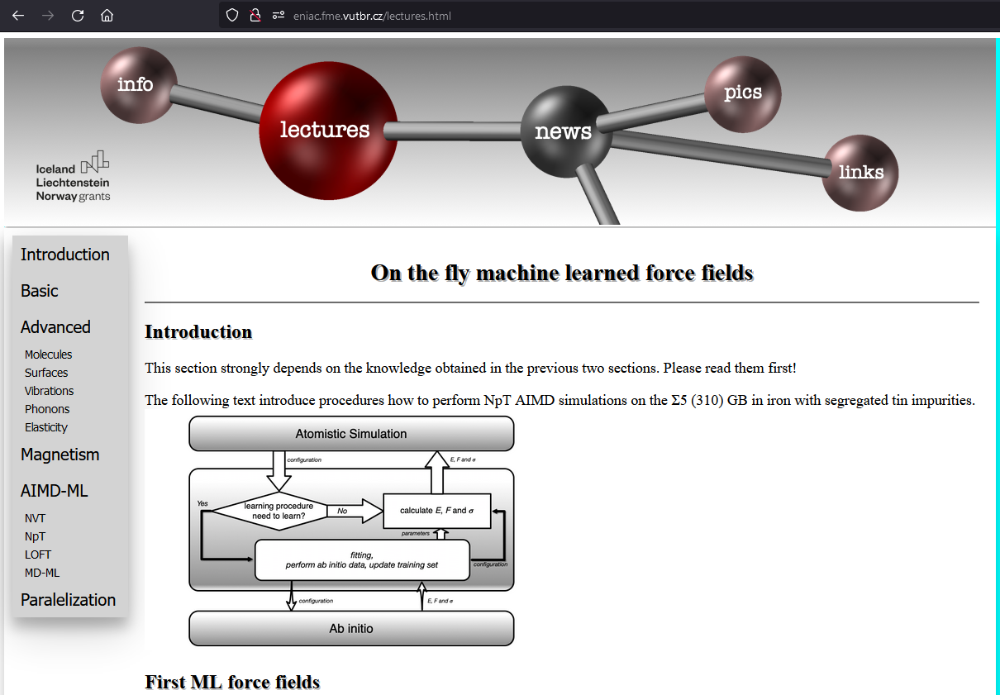 eniac.fme.vutbr.cz/lectures.html
info
lectures
news
pics
links
Iceland
Liechtenstein
Norway grants
Introduction
Basic
Advanced
Molecules
Surfaces
Vibrations
Phonons
Elasticity
Magnetism
AIMD-ML
NVT
NpT
LOFT
MD-ML
Paralelization
On the fly machine learned force fields
Introduction
This section strongly depends on the knowledge obtained in the previous two sections. Please read them first!
The following text introduce procedures how to perform NpT AIMD simulations on the Σ5 (310) GB in iron with segregated tin impurities.
Atomistic Simulation
configuration
E, F and σ
Yes
learning procedure
need to learn?
No
calculate E, F and σ
parameters
fitting,
perform ab initio data, update training set
configuration
configuration
E, F and σ
Ab initio
First ML force fields